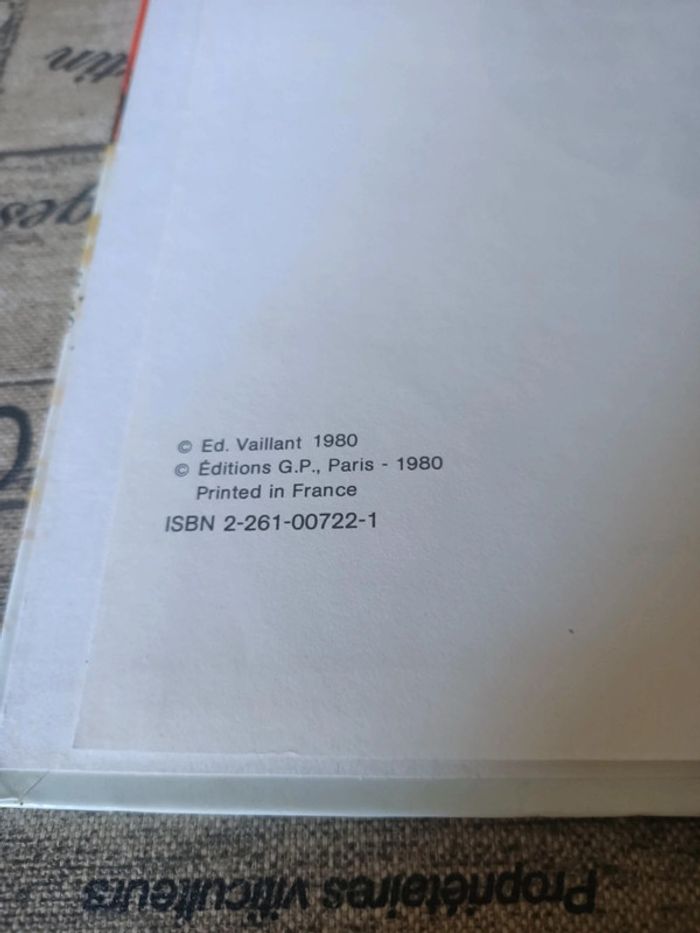 © Ed. Vaillant 1980
© Éditions G.P., Paris - 1980
Printed in France
ISBN 2-261-00722-1
Propriétaires viticulteurs